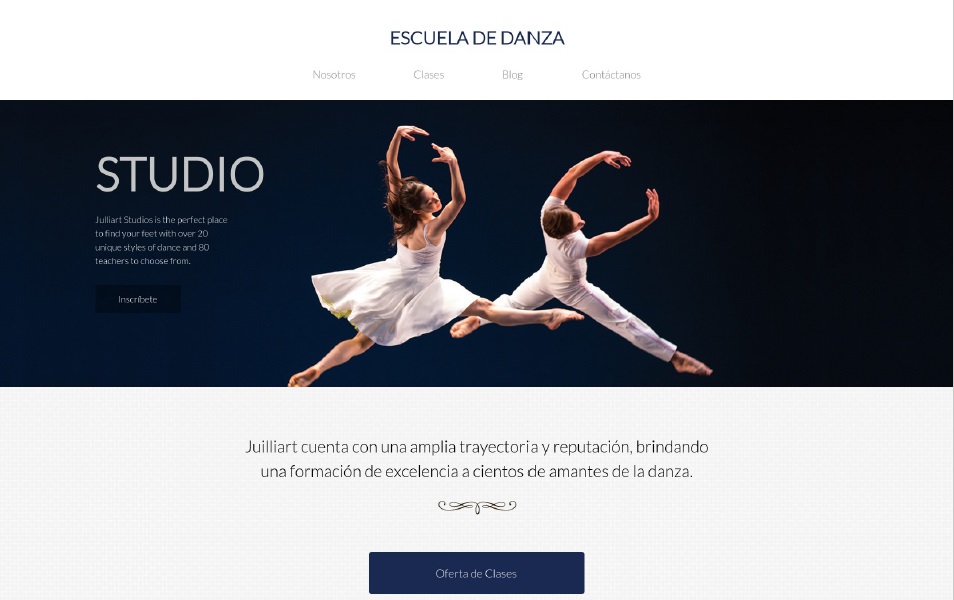 ESCUELA DE DANZA
Nosotros Clases Blog Contáctanos
STUDIO
Julliart Studios is the perfect place
to find your feet with over 20
unique styles of dance and 80
teachers to choose from.
Inscríbete
Juilliart cuenta con una amplia trayectoria y reputación, brindando
una formación de excelencia a cientos de amantes de la danza.
Oferta de Clases